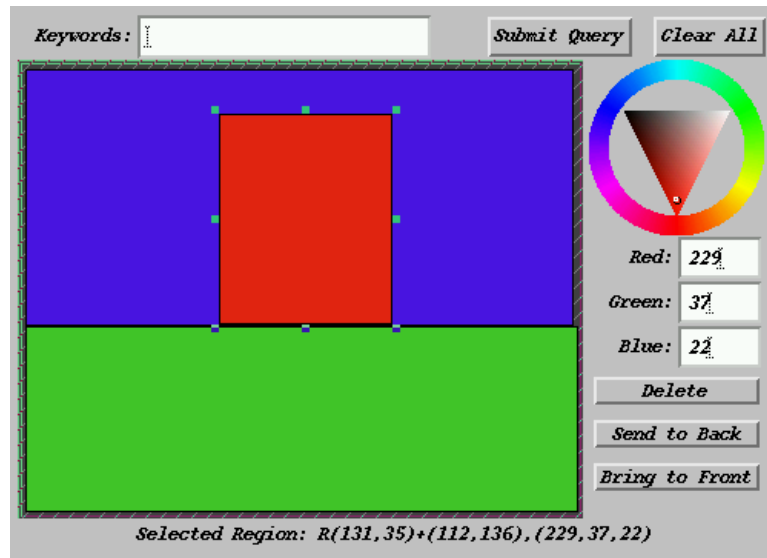 Keywords:
Submit Query
Clear All
Red: 229
Green: 37
Blue: 22
Delete
Send to Back
Bring to Front
Selected Region: R(131,35)+(112,136),(229,37,22)